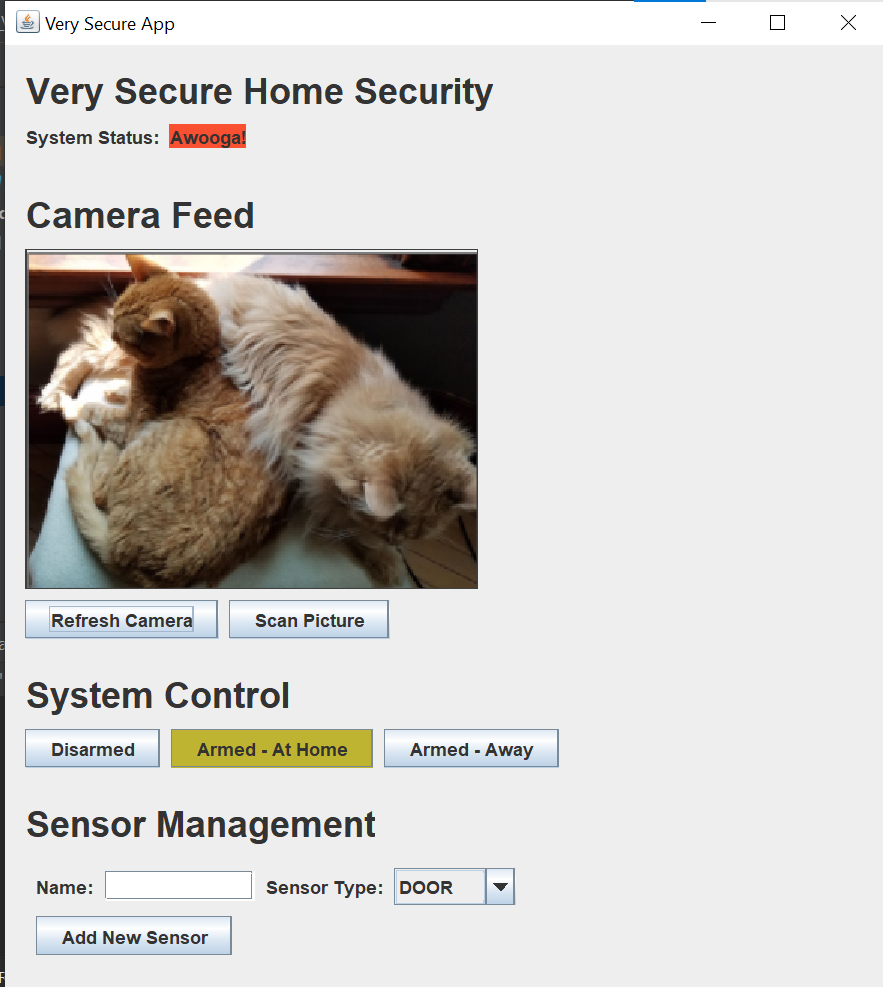 Very Secure App
Very Secure Home Security
System Status: Awooga!
Camera Feed
Refresh Camera Scan Picture
System Control
Disarmed Armed - At Home Armed - Away
Sensor Management
Name: Sensor Type: DOOR
Add New Sensor